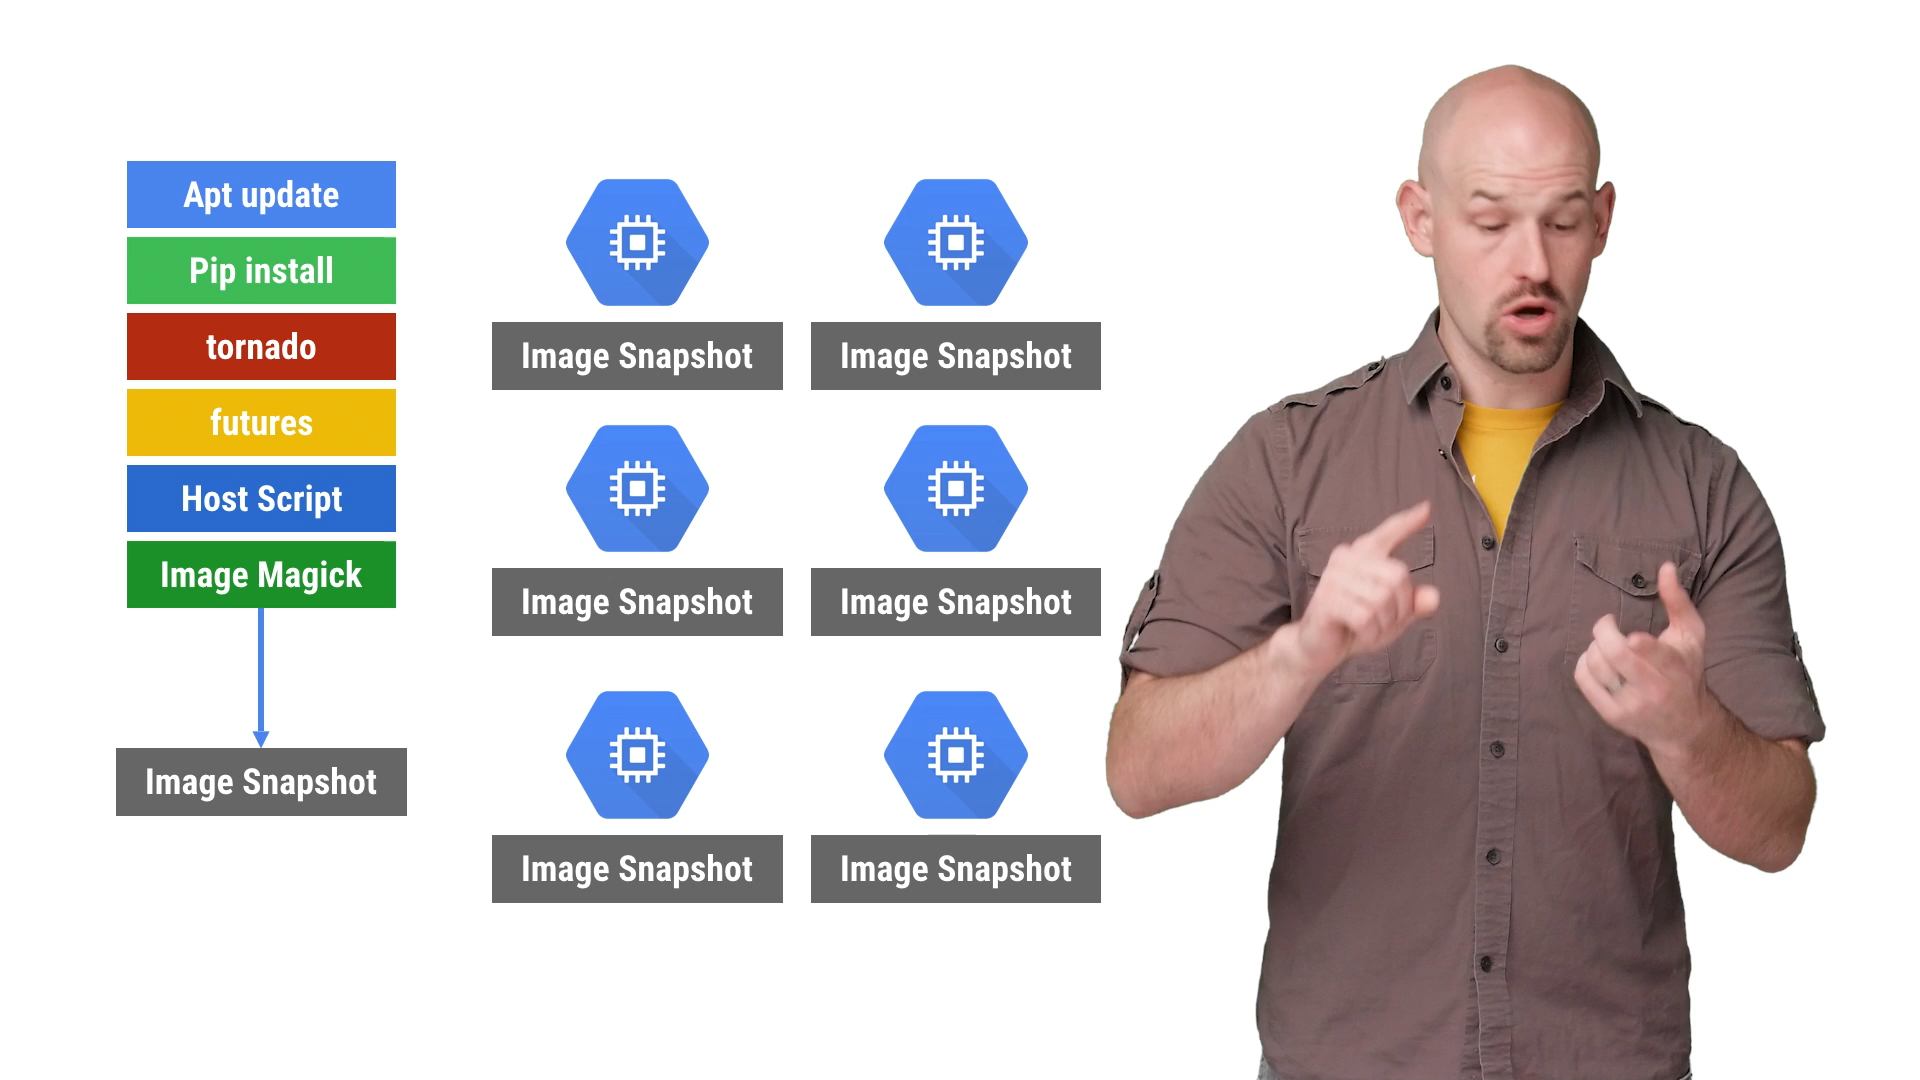 Apt update
Pip install
tornado
futures
Host Script
Image Magick
Image Snapshot
Image Snapshot
Image Snapshot
Image Snapshot
Image Snapshot
Image Snapshot
Image Snapshot